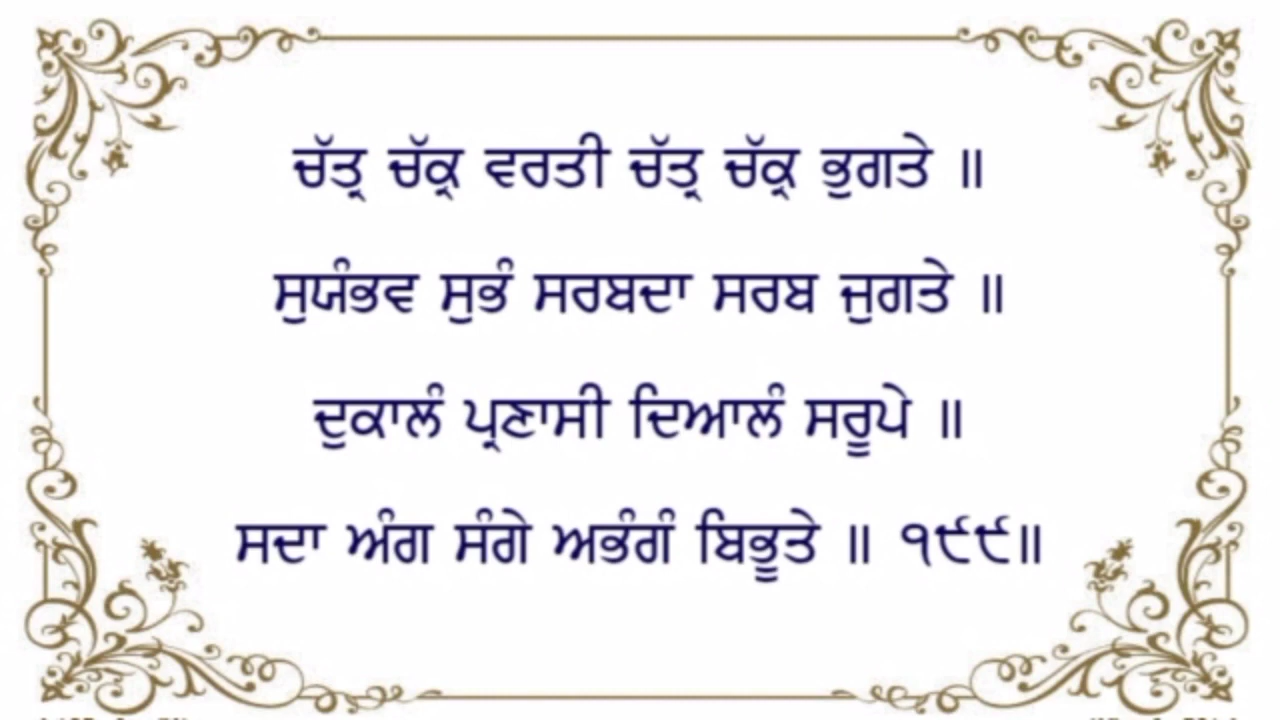 ਚੱਤ੍ਰ ਚੱਕ੍ਰ ਵਰਤੀ ਚੱਤ੍ਰ ਚੱਕ੍ਰ ਭੁਗਤੇ ॥
ਸੁਯੰਭਵ ਸੁਭੰ ਸਰਬਦਾ ਸਰਬ ਜੁਗਤੇ ॥
ਦੁਕਾਲੰ ਪ੍ਰਣਾਸੀ ਦਿਆਲੰ ਸਰੂਪੇ ॥
ਸਦਾ ਅੰਗ ਸੰਗੇ ਅਭੰਗੰ ਬਿਭੂਤੇ ॥ ੧੯੯॥